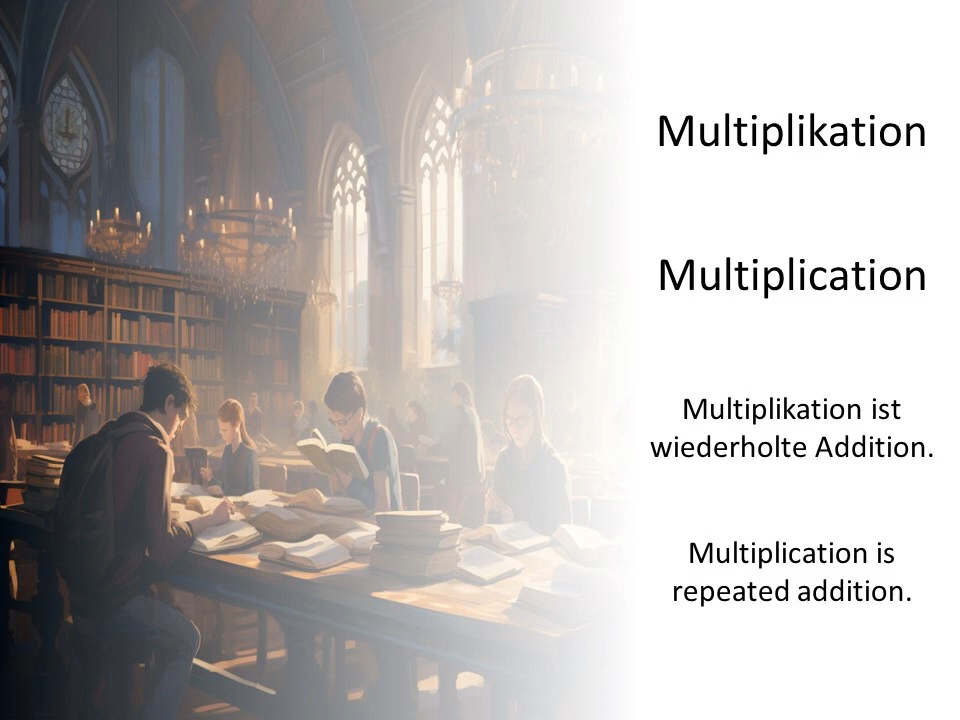 Multiplikation
Multiplication
Multiplikation ist
wiederholte Addition.
Multiplication is
repeated addition.